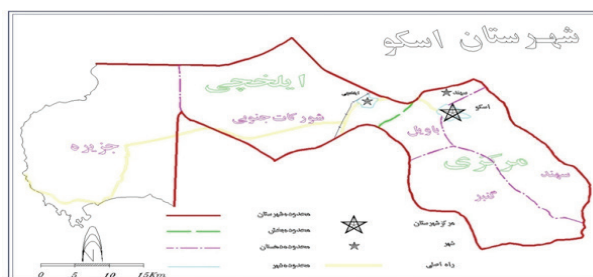 شهرستان اسکو
ایلخچی
ایلخچی
سهند
اسکو
شورکات جنوبی
باویل
جزیره
مرکزی
سهند
گنبر
محدوده شهرستان
مرکز شهرستان
محدوده بخش
شهر
محدوده دهستان
راه اصلی
محدوده شهر
0 5 10 15Km